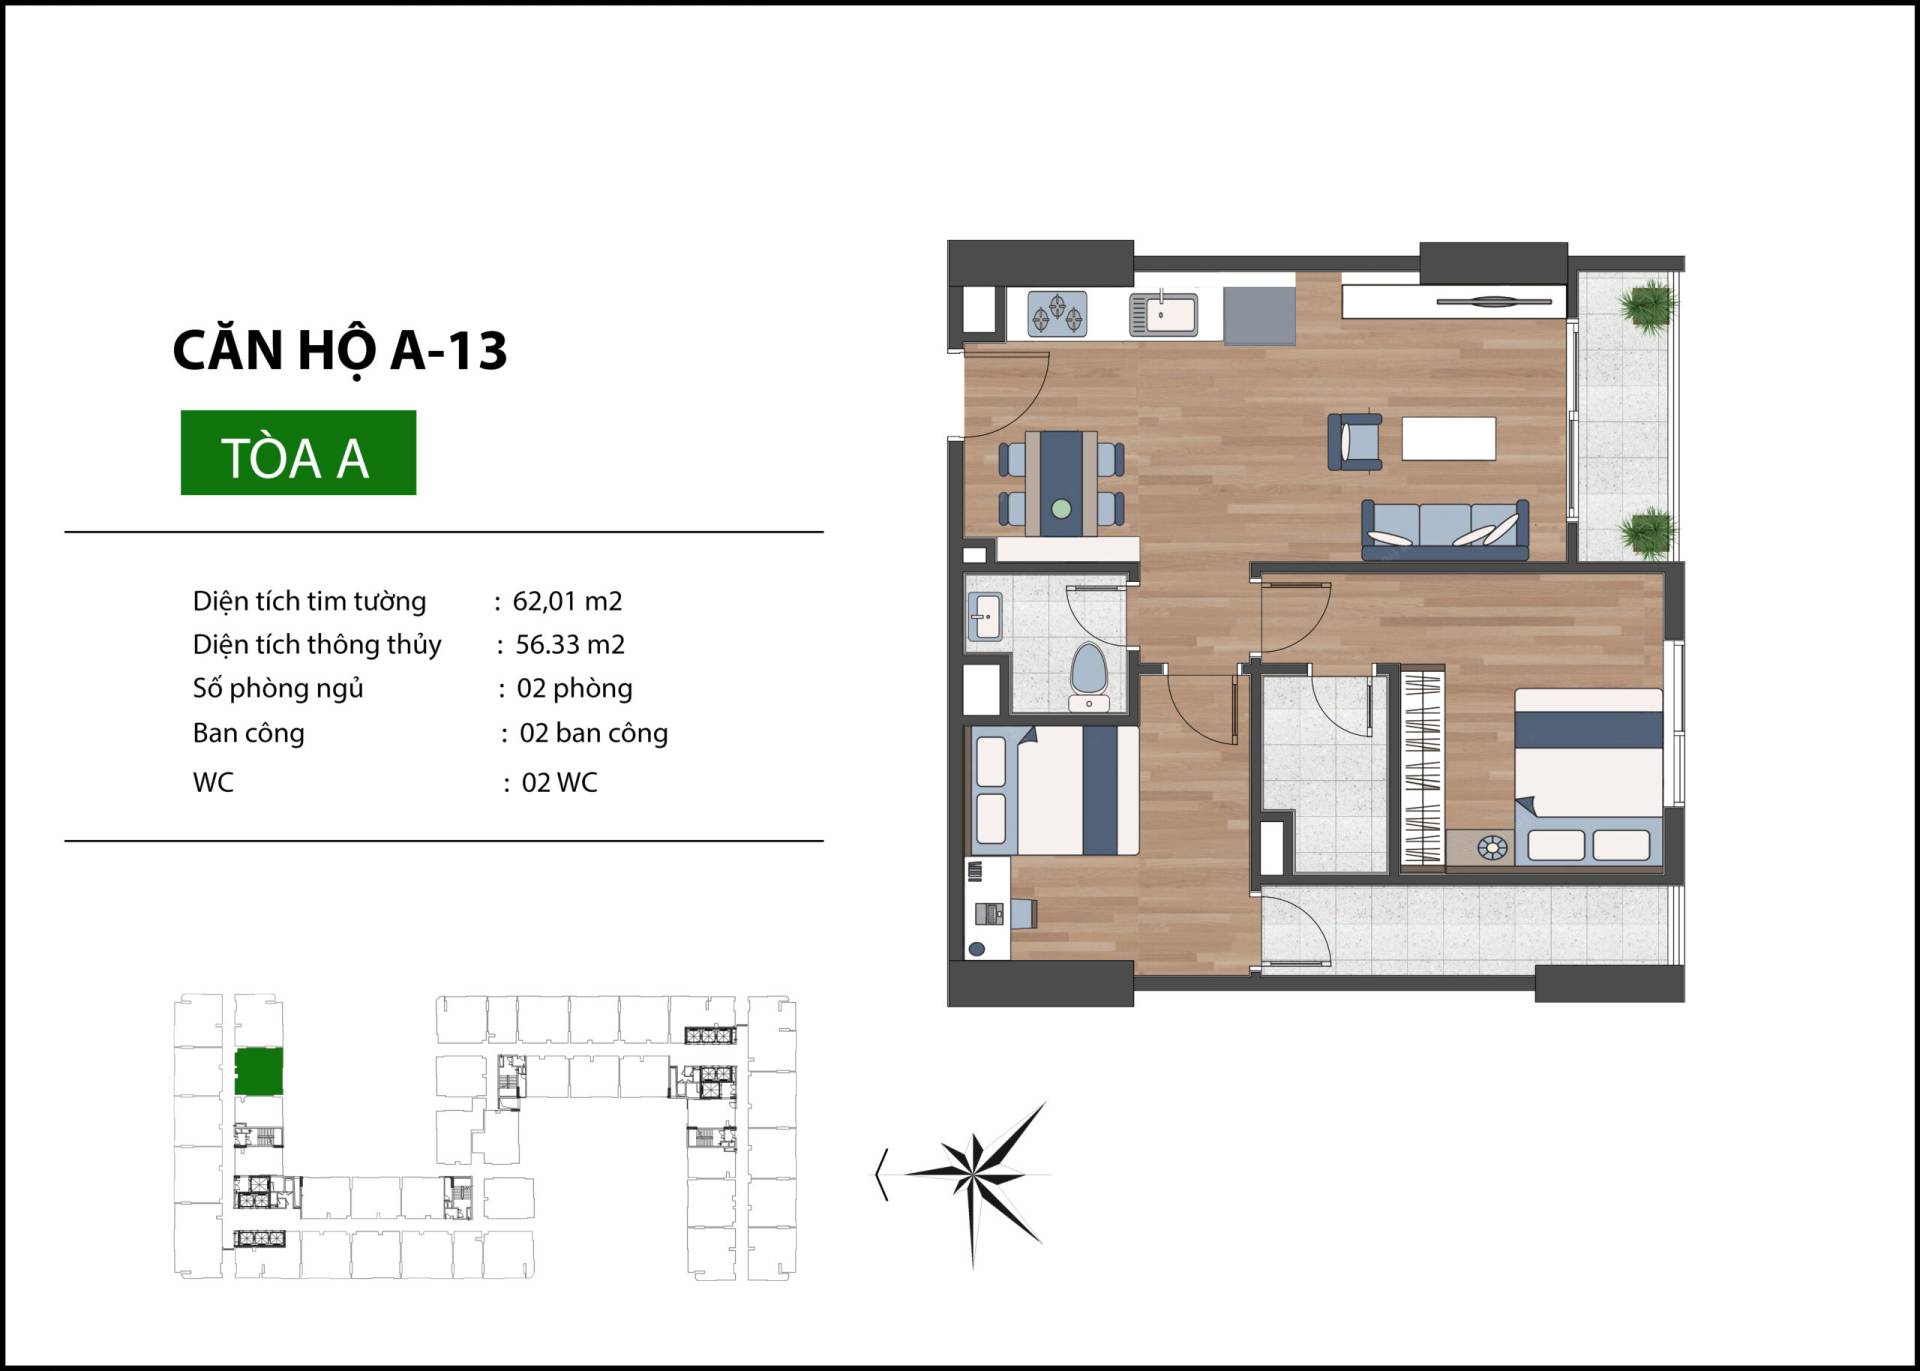 CĂN HỘ A-13
TÒA A
Diện tích tim tường : 62,01 m2
Diện tích thông thủy : 56.33 m2
Số phòng ngủ : 02 phòng
Ban công : 02 ban công
WC : 02 WC